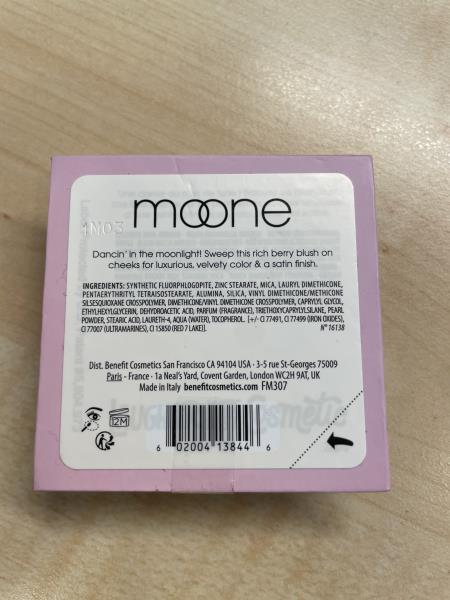 moone
1N03
Dancin' in the moonlight! Sweep this rich berry blush on
cheeks for luxurious, velvety color & a satin finish.
INGREDIENTS: SYNTHETIC FLUORPHLOGOPITE, ZINC STEARATE, MICA, LAURYL DIMETHICONE,
PENTAERYTHRITYL TETRAISOSTEARATE, ALUMINA, SILICA, VINYL DIMETHICONE/METHICONE
SILSESQUIOXANE CROSSPOLYMER, DIMETHICONE/VINYL DIMETHICONE CROSSPOLYMER, CAPRYLYL GLYCOL,
ETHYLHEXYLGLYCERIN, DEHYDROACETIC ACID, PARFUM (FRAGRANCE), TRIETHOXYCAPRYLYLSILANE, PEARL
POWDER, STEARIC ACID, LAURETH-4, AQUA (WATER), TOCOPHEROL. [+/- CI 77491, CI 77499 (IRON OXIDES),
CI 77007 (ULTRAMARINES), CI 15850 (RED 7 LAKE)].
N° 16138
Dist. Benefit Cosmetics San Francisco CA 94104 USA · 3-5 rue St-Georges 75009
Paris - France · 1a Neal's Yard, Covent Garden, London WC2H 9AT, UK
Made in Italy benefitcosmetics.com FM307
12M
6 02004 13844 6